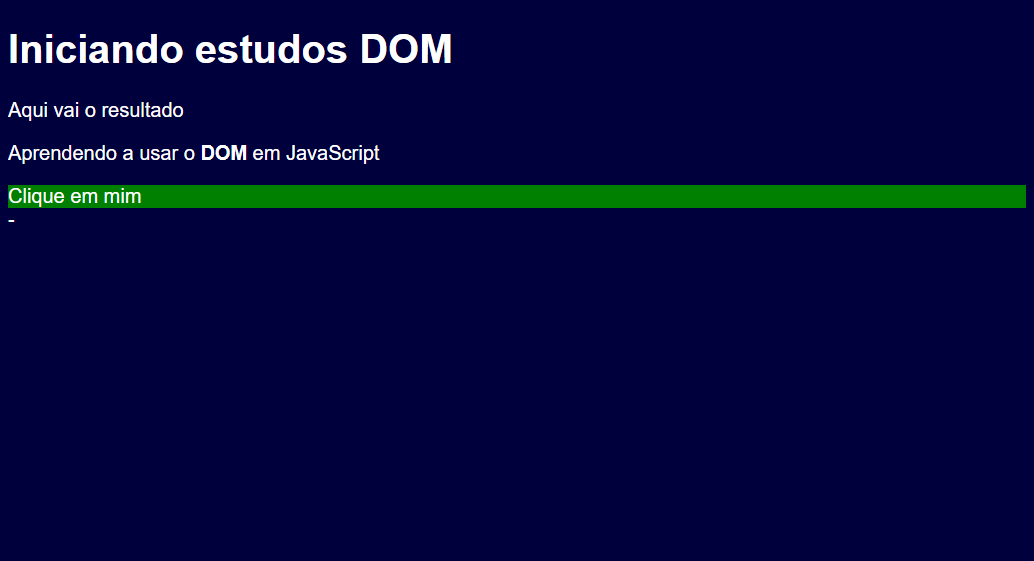 Iniciando estudos DOM
Aqui vai o resultado
Aprendendo a usar o DOM em JavaScript
Clique em mim
-